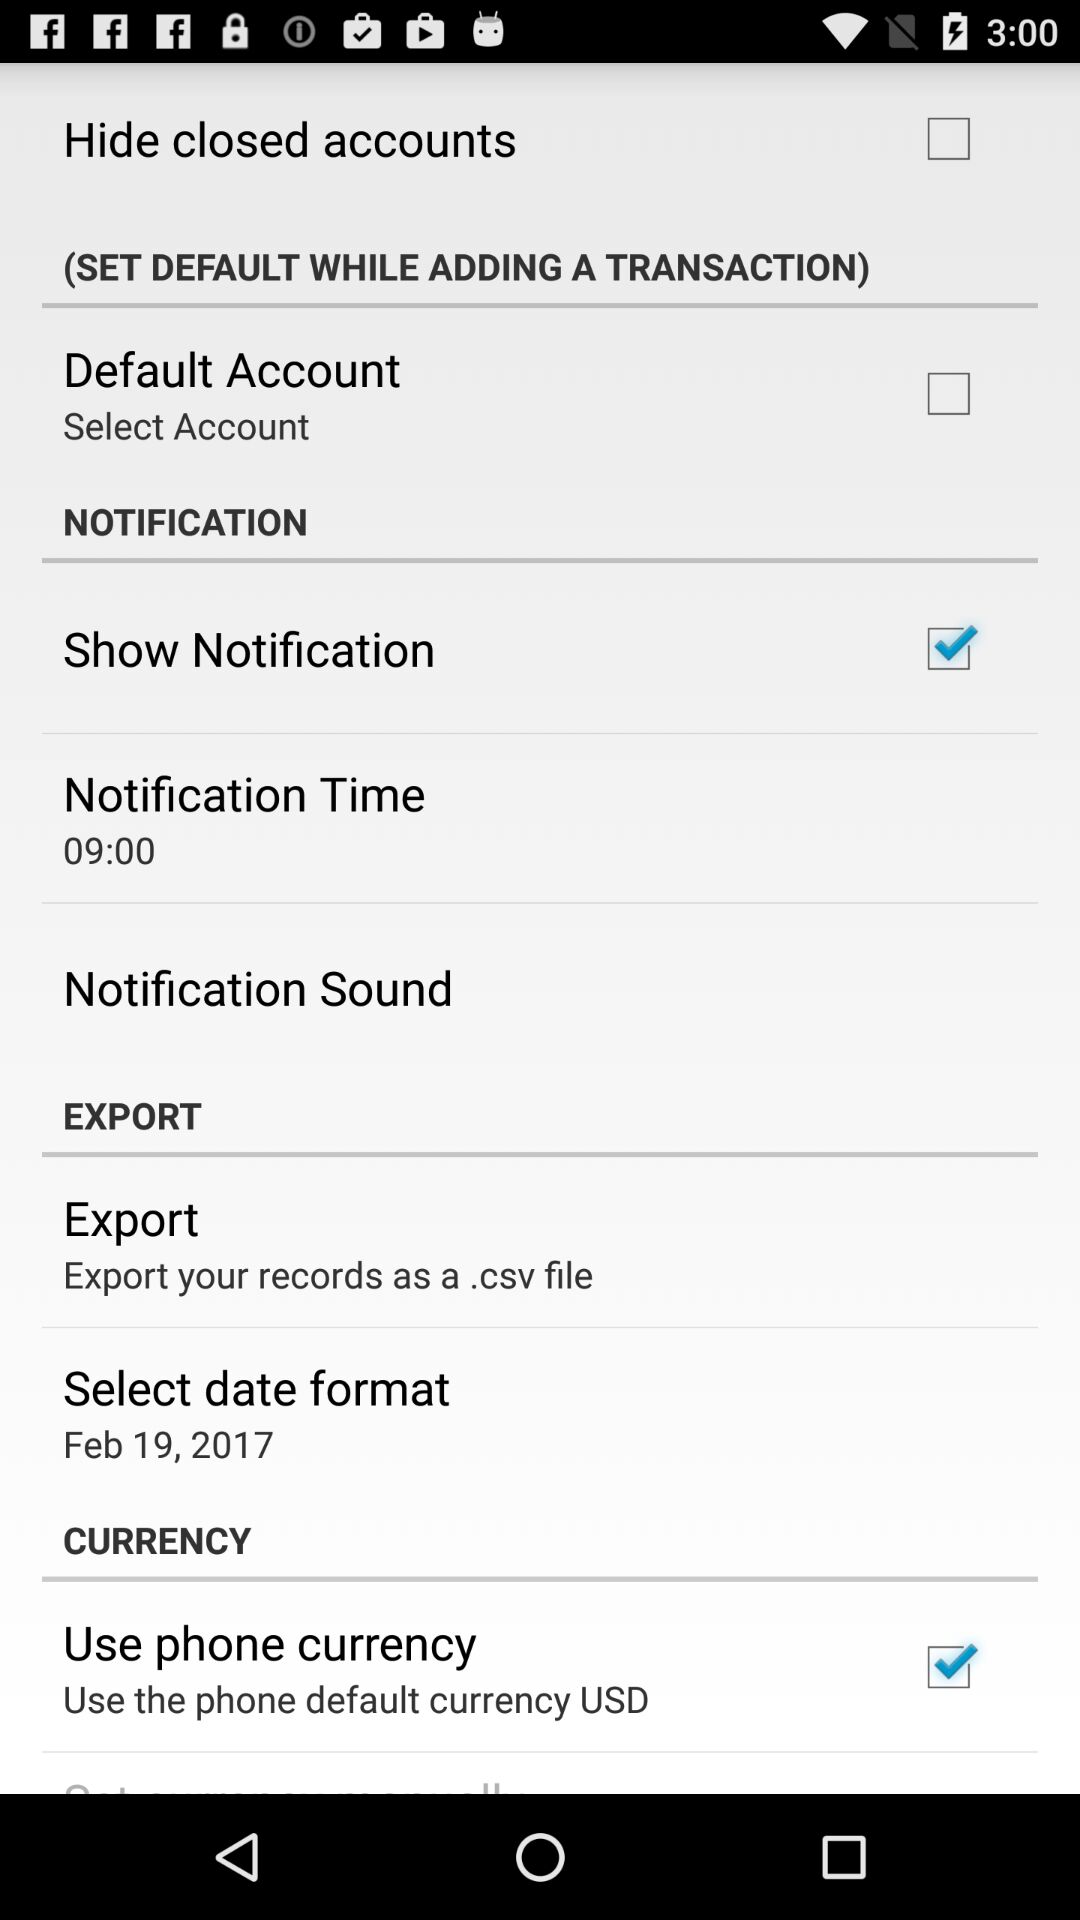 3:00
Hide closed accounts
(SET DEFAULT WHILE ADDING A TRANSACTION)
Default Account
Select Account
NOTIFICATION
Show Notification
Notification Time
09:00
Notification Sound
EXPORT
Export
Export your records as a .csv file
Select date format
Feb 19, 2017
CURRENCY
Use phone currency
Use the phone default currency USD